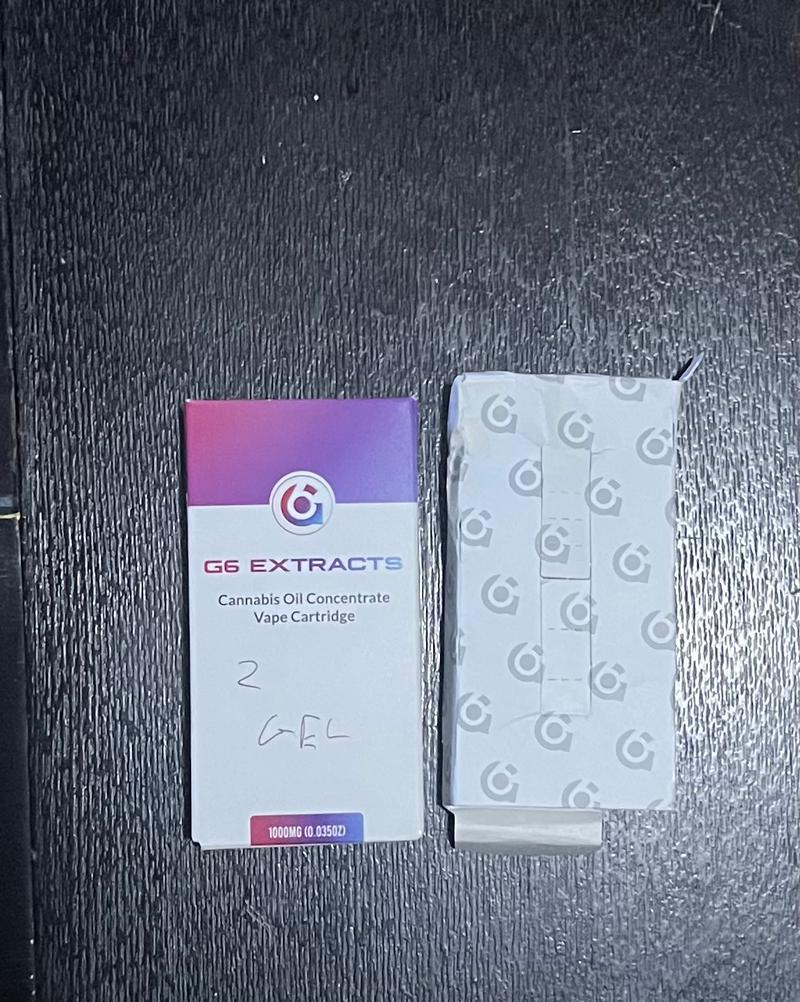 G6 EXTRACTS
Cannabis Oil Concentrate
Vape Cartridge
2
GEL
1000MG (0.035OZ)